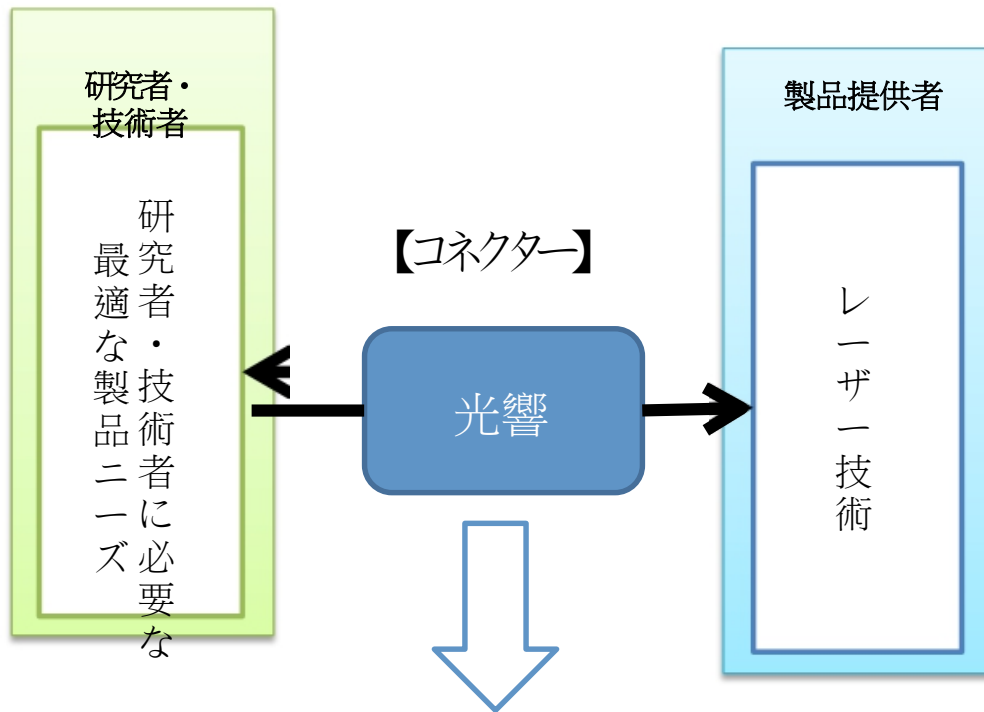 研究者・
技術者
研究者・技術者に必要な
最適な製品ニーズ
【コネクター】
光響
製品提供者
レーザー技術